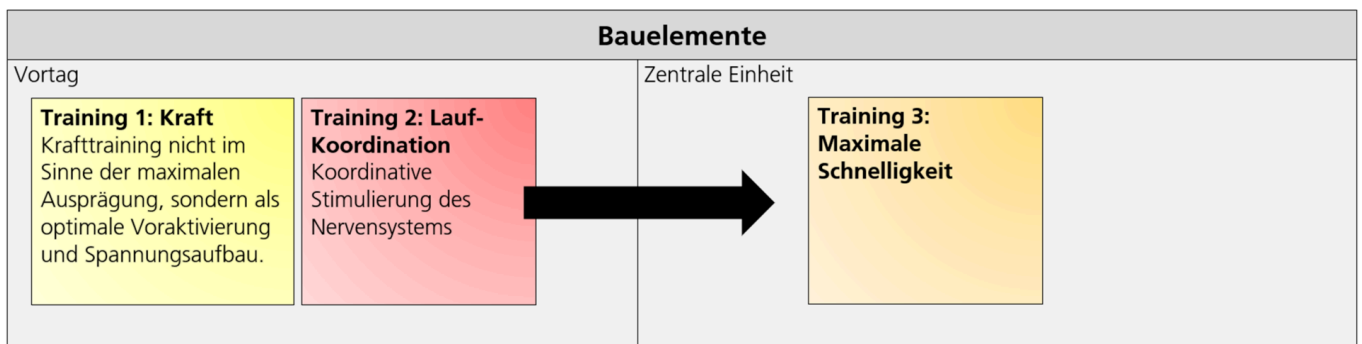 Bauelemente
Vortag
Zentrale Einheit
Training 1: Kraft
Krafttraining nicht im
Sinne der maximalen
Ausprägung, sondern als
optimale Voraktivierung
und Spannungsaufbau.
Training 2: Lauf-
Koordination
Koordinative
Stimulierung des
Nervensystems
Training 3:
Maximale
Schnelligkeit